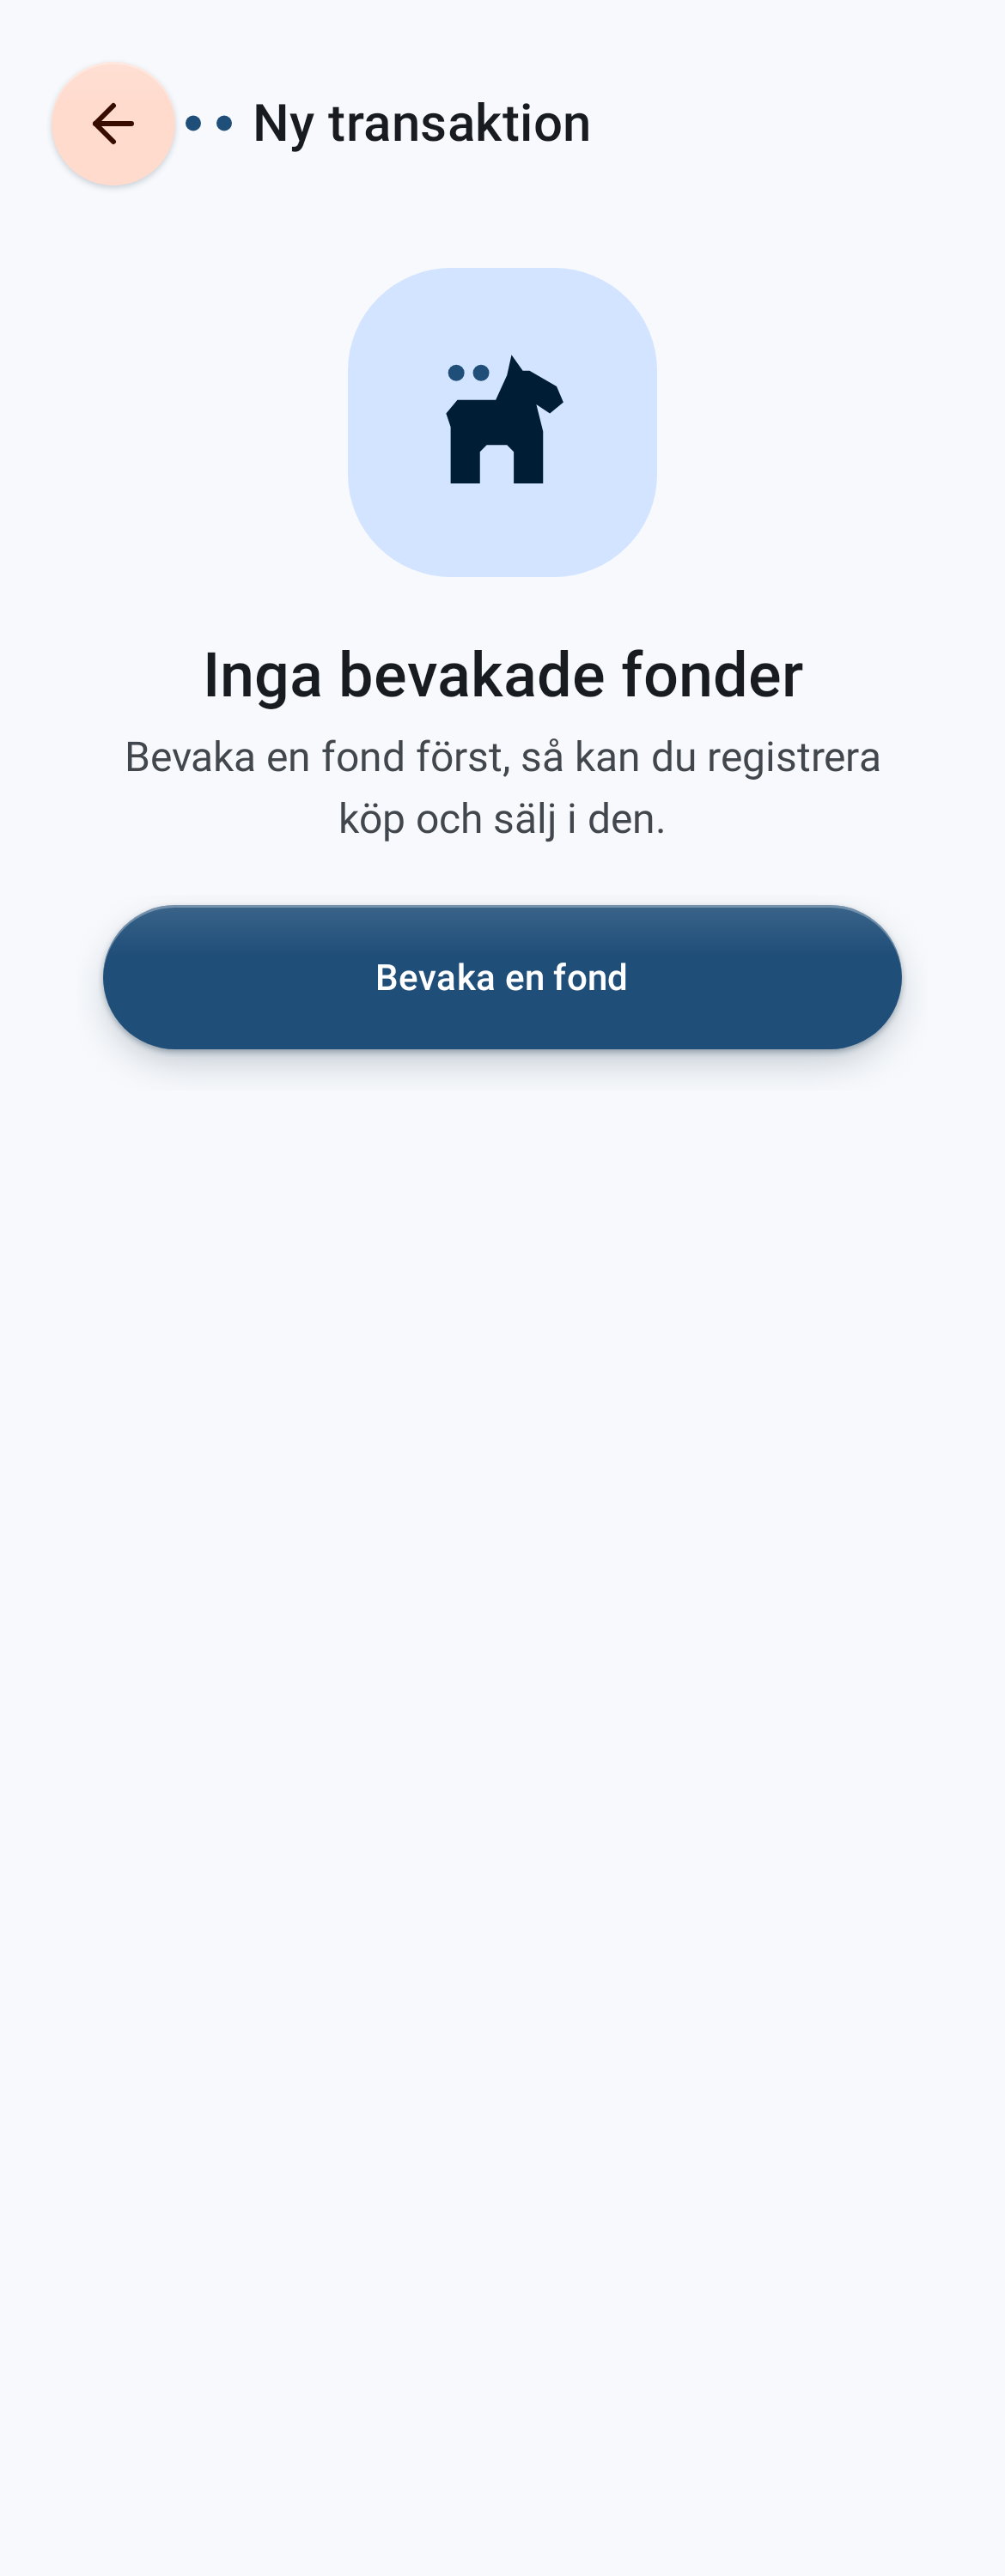 Ny transaktion
Inga bevakade fonder
Bevaka en fond först, så kan du registrera
köp och sälj i den.
Bevaka en fond